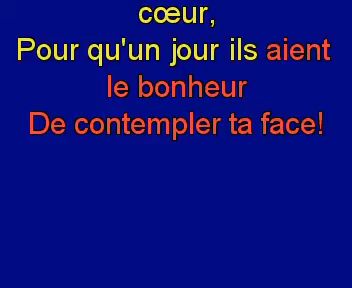 cœur,
Pour qu'un jour ils aient
le bonheur
De contempler ta face!